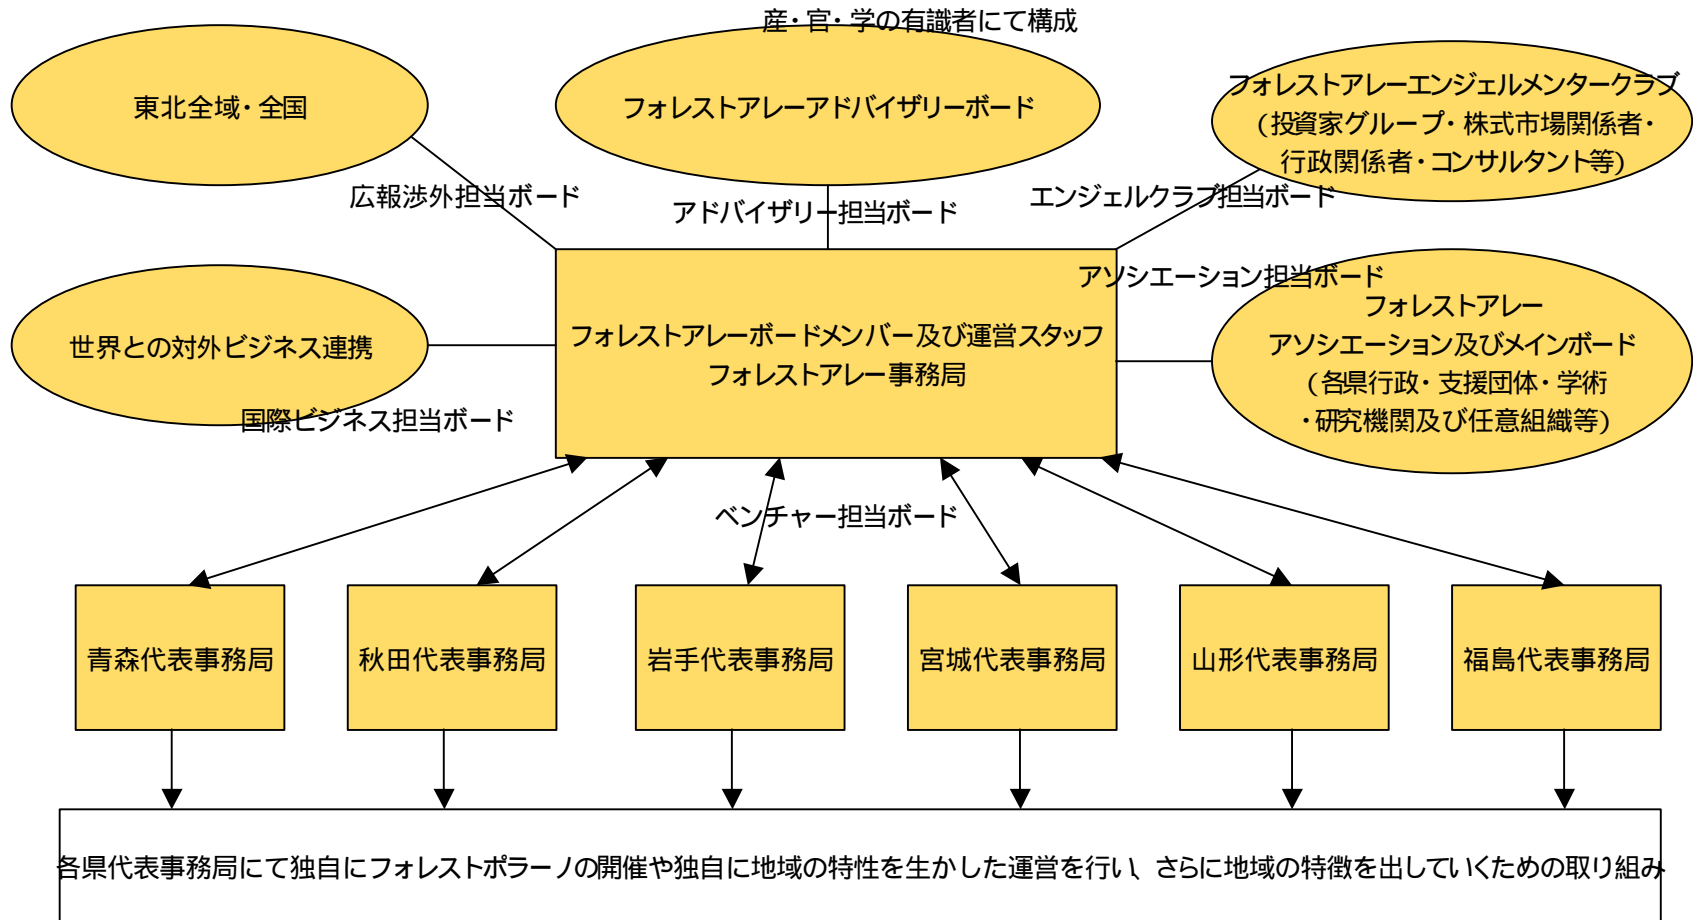 産・官・学の有識者にて構成
東北全域・全国
フォレストアレーアドバイザリーボード
フォレストアレーエンジェルメンタークラブ
(投資家グループ・株式市場関係者・
行政関係者・コンサルタント等)
広報渉外担当ボード
アドバイザリー担当ボード
エンジェルクラブ担当ボード
世界との対外ビジネス連携
国際ビジネス担当ボード
フォレストアレーボードメンバー及び運営スタッフ
フォレストアレー事務局
アソシエーション担当ボード
フォレストアレー
アソシエーション及びメインボード
(各県行政・支援団体・学術
・研究機関及び任意組織等)
ベンチャー担当ボード
青森代表事務局
秋田代表事務局
岩手代表事務局
宮城代表事務局
山形代表事務局
福島代表事務局
各県代表事務局にて独自にフォレストポラーノの開催や独自に地域の特性を生かした運営を行い、さらに地域の特徴を出していくための取り組み